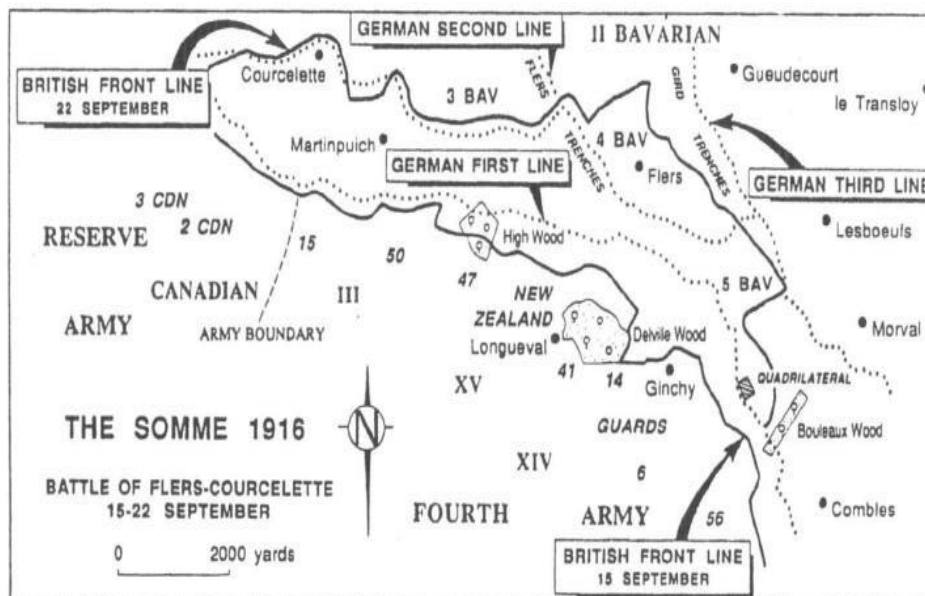 GERMAN SECOND LINE
11 BAVARIAN
Courcelette
BRITISH FRONT LINE
22 SEPTEMBER
FLERS
GIRD
Gueudecourt
le Transloy
3 BAV
Martinpuich
4 BAV
GERMAN FIRST LINE
TRENCHES
Flers
TRENCHES
GERMAN THIRD LINE
3 CDN
2 CDN
RESERVE
15
50
High Wood
Lesboeufs
47
5 BAV
CANADIAN
III
NEW
ZEALAND
ARMY
ARMY BOUNDARY
Longueval
Delville Wood
Morval
XV
41
14
Ginchy
QUADRILATERAL
THE SOMME 1916
N
GUARDS
Bouleaux Wood
XIV
BATTLE OF FLERS-COURCELETTE
15-22 SEPTEMBER
6
Combles
FOURTH
ARMY
56
0
2000 yards
BRITISH FRONT LINE
15 SEPTEMBER